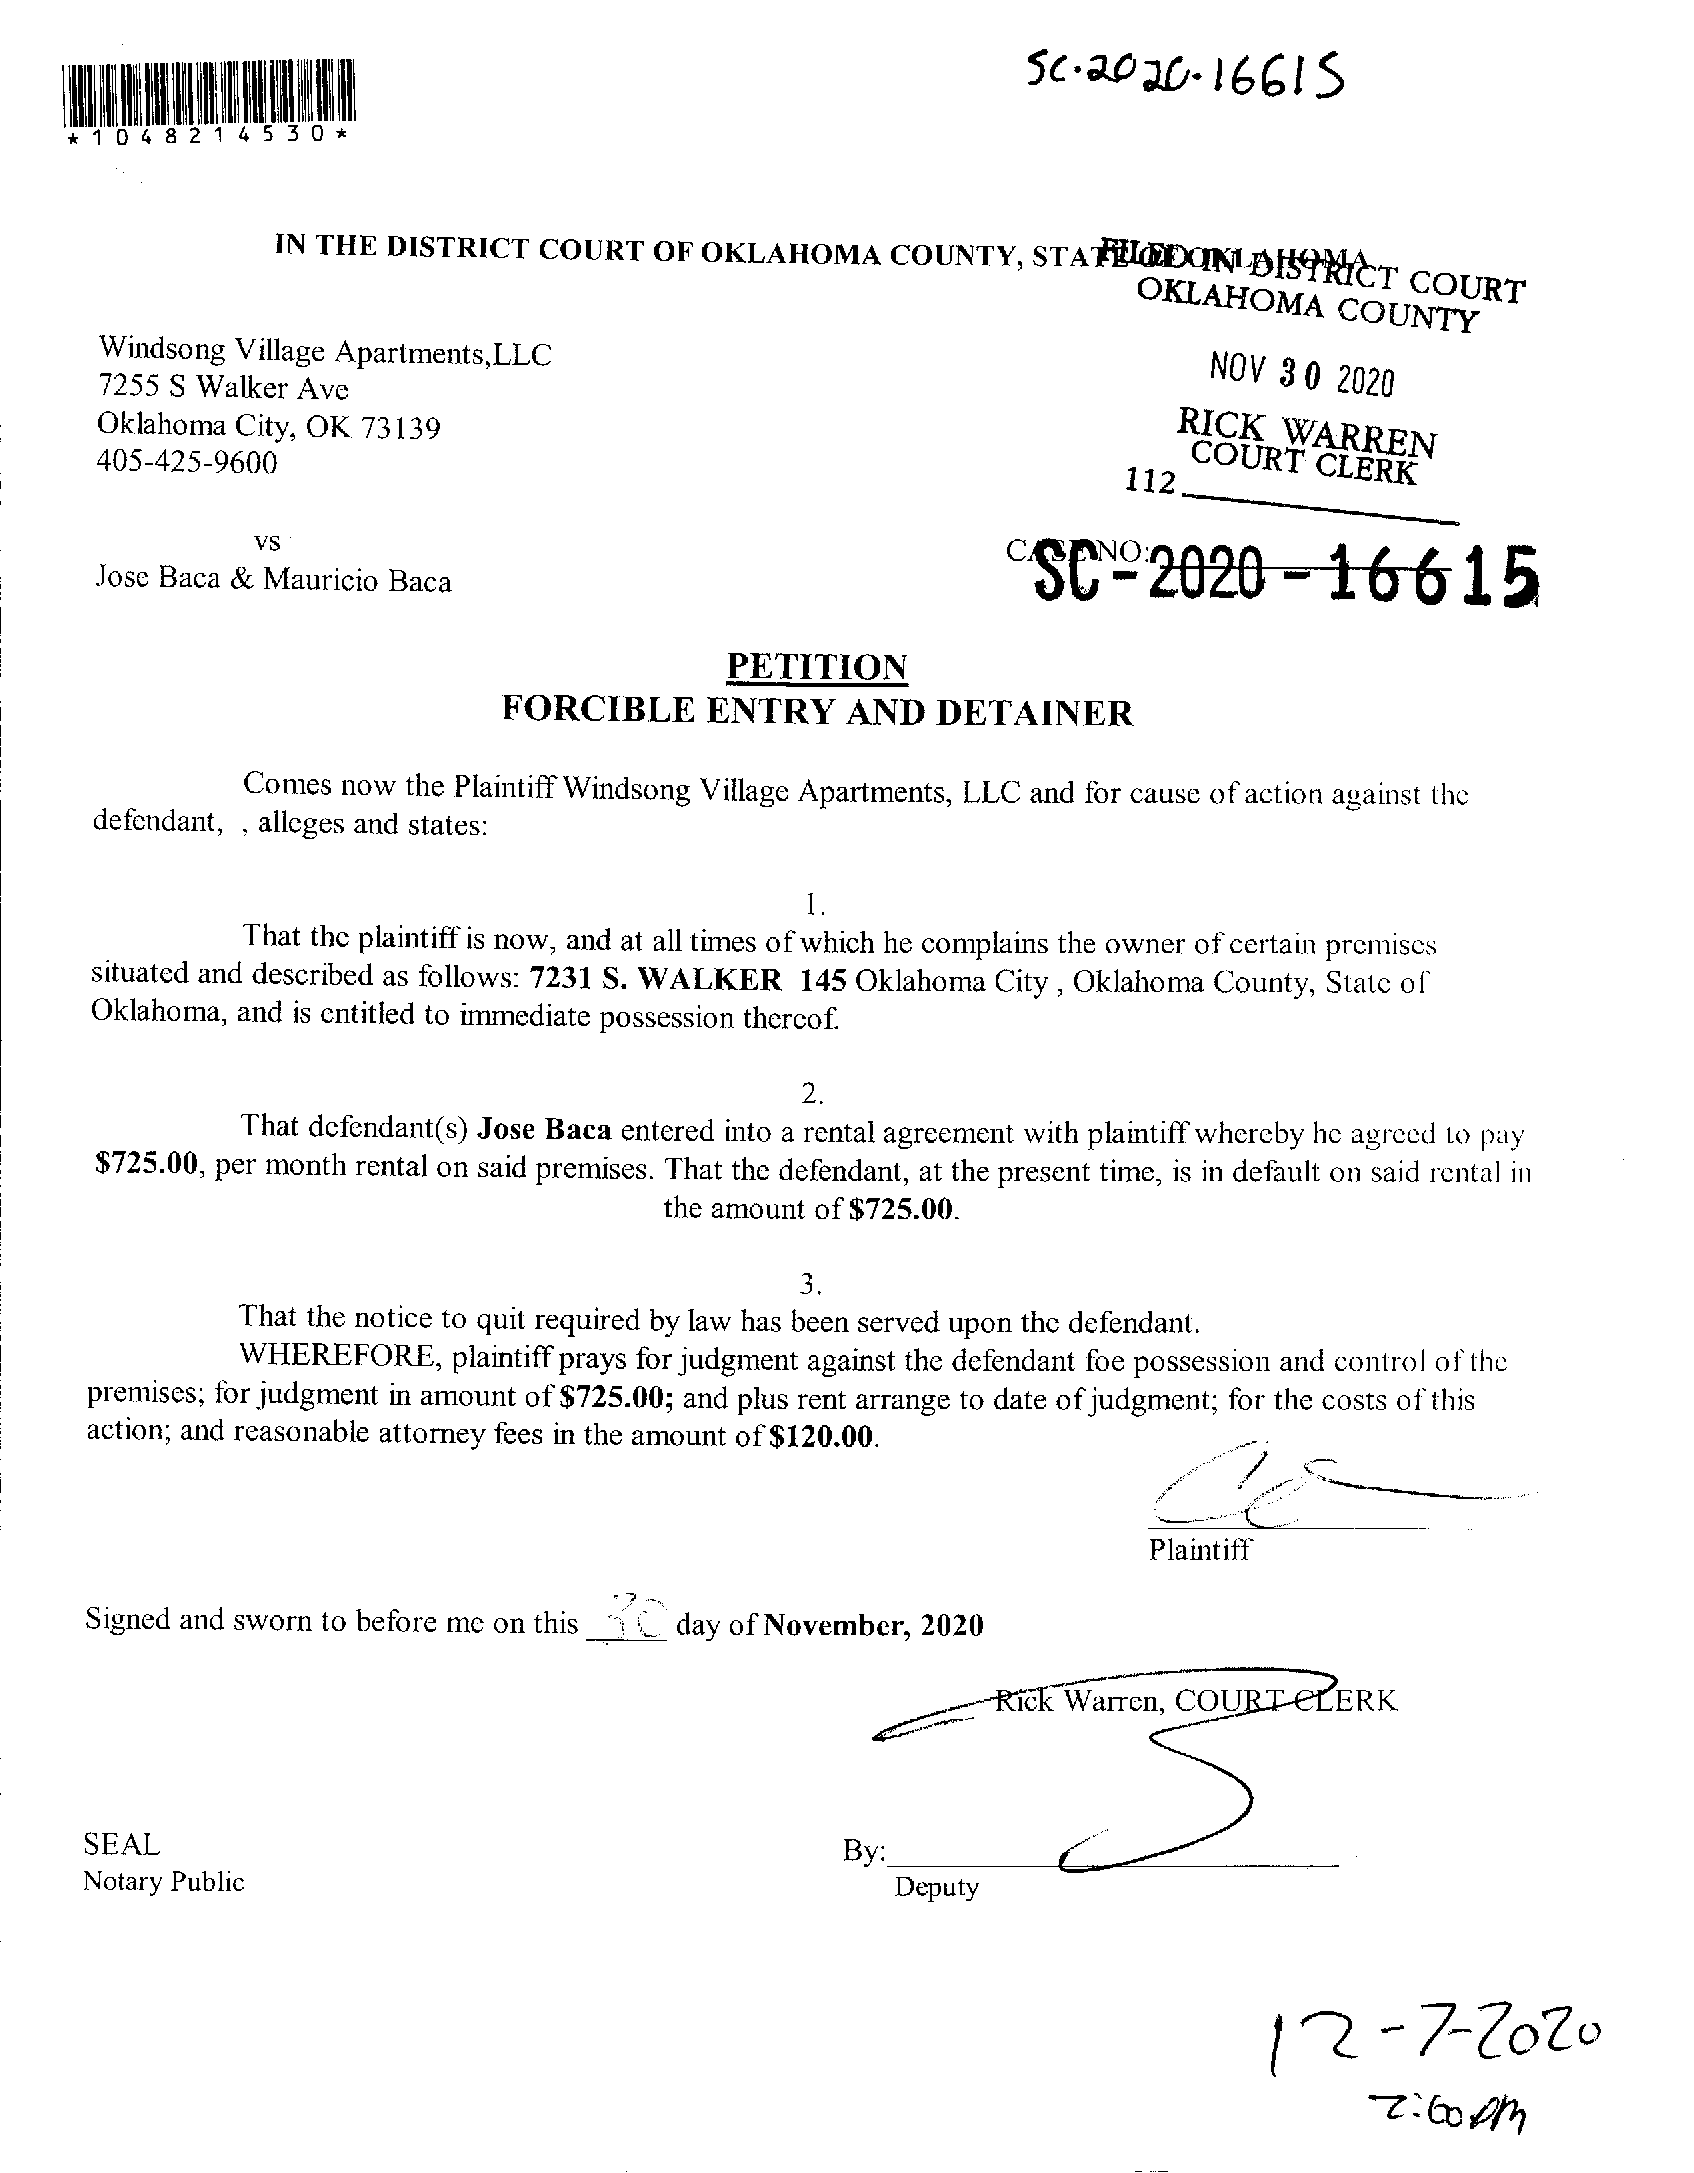 SC-2020-16615
*1048214530*
IN THE DISTRICT COURT OF OKLAHOMA COUNTY, STATE OF OKLAHOMA
FILED IN DISTRICT COURT
OKLAHOMA COUNTY
Windsong Village Apartments,LLC
7255 S Walker Ave
Oklahoma City, OK 73139
405-425-9600
NOV 30 2020
RICK WARREN
COURT CLERK
112
vs
Jose Baca & Mauricio Baca
CASE NO:
SC-2020-16615
PETITION
FORCIBLE ENTRY AND DETAINER
Comes now the Plaintiff Windsong Village Apartments, LLC and for cause of action against the
defendant, , alleges and states:
1.
That the plaintiff is now, and at all times of which he complains the owner of certain premises
situated and described as follows: 7231 S. WALKER 145 Oklahoma City , Oklahoma County, State of
Oklahoma, and is entitled to immediate possession thereof.
2.
That defendant(s) Jose Baca entered into a rental agreement with plaintiff whereby he agreed to pay
$725.00, per month rental on said premises. That the defendant, at the present time, is in default on said rental in
the amount of $725.00.
3.
That the notice to quit required by law has been served upon the defendant.
WHEREFORE, plaintiff prays for judgment against the defendant foe possession and control of the
premises; for judgment in amount of $725.00; and plus rent arrange to date of judgment; for the costs of this
action; and reasonable attorney fees in the amount of $120.00.
Plaintiff
Signed and sworn to before me on this 30 day of November, 2020
Rick Warren, COURT CLERK
SEAL
Notary Public
By:
Deputy
12-7-2020
2:00 PM